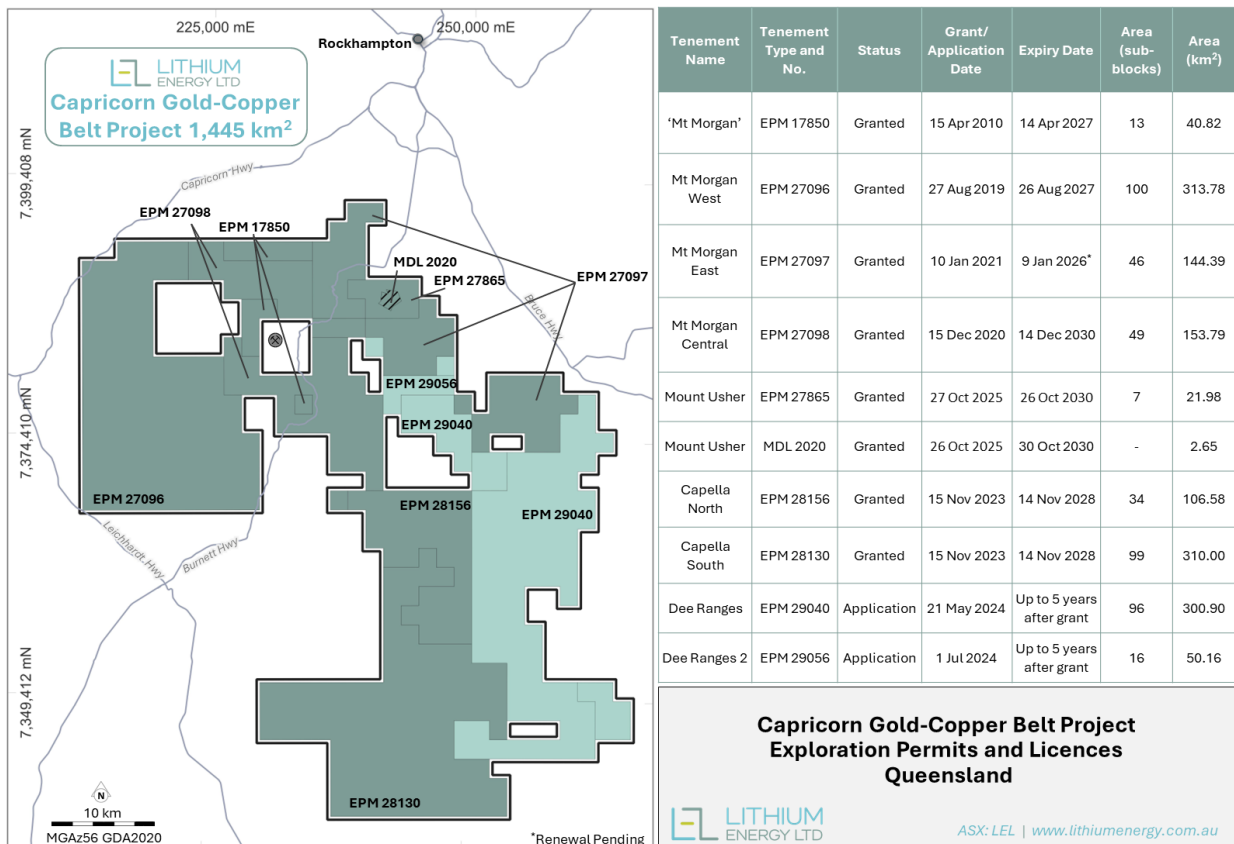 225,000 mE
250,000 mE
Rockhampton
LITHIUM
ENERGY LTD
Capricorn Gold-Copper
Belt Project 1,445 km²
7,399,408 mN
Capricorn Hwy
EPM 27098
EPM 17850
MDL 2020
EPM 27865
EPM 27097
Bruce Hwy
EPM 29056
EPM 29040
7,374,410 mN
EPM 27096
EPM 28156
EPM 29040
Leichhardt Hwy
Burnett Hwy
7,349,412 mN
EPM 28130
N
10 km
MGAz56 GDA2020
*Renewal Pending
Tenement Name | Tenement Type and No. | Status | Grant/ Application Date | Expiry Date | Area (sub-blocks) | Area (km²)
'Mt Morgan' | EPM 17850 | Granted | 15 Apr 2010 | 14 Apr 2027 | 13 | 40.82
Mt Morgan West | EPM 27096 | Granted | 27 Aug 2019 | 26 Aug 2027 | 100 | 313.78
Mt Morgan East | EPM 27097 | Granted | 10 Jan 2021 | 9 Jan 2026* | 46 | 144.39
Mt Morgan Central | EPM 27098 | Granted | 15 Dec 2020 | 14 Dec 2030 | 49 | 153.79
Mount Usher | EPM 27865 | Granted | 27 Oct 2025 | 26 Oct 2030 | 7 | 21.98
Mount Usher | MDL 2020 | Granted | 26 Oct 2025 | 30 Oct 2030 | - | 2.65
Capella North | EPM 28156 | Granted | 15 Nov 2023 | 14 Nov 2028 | 34 | 106.58
Capella South | EPM 28130 | Granted | 15 Nov 2023 | 14 Nov 2028 | 99 | 310.00
Dee Ranges | EPM 29040 | Application | 21 May 2024 | Up to 5 years after grant | 96 | 300.90
Dee Ranges 2 | EPM 29056 | Application | 1 Jul 2024 | Up to 5 years after grant | 16 | 50.16
Capricorn Gold-Copper Belt Project
Exploration Permits and Licences
Queensland
LITHIUM
ENERGY LTD
ASX: LEL | www.lithiumenergy.com.au